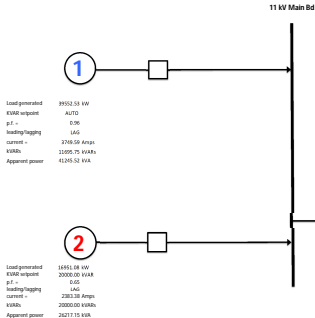 11 kV Main Bd
1
Load generated 39552.53 kW
KVAR setpoint AUTO
p.f. = 0.96
leading/lagging LAG
current = 3749.59 Amps
kVARs 11695.75 kVARs
Apparent power 41245.52 kVA
2
Load generated 16951.08 kW
KVAR setpoint 20000.00 kVAR
p.f. = 0.65
leading/lagging LAG
current = 2383.38 Amps
kVARs 20000.00 kVARs
Apparent power 26217.15 kVA